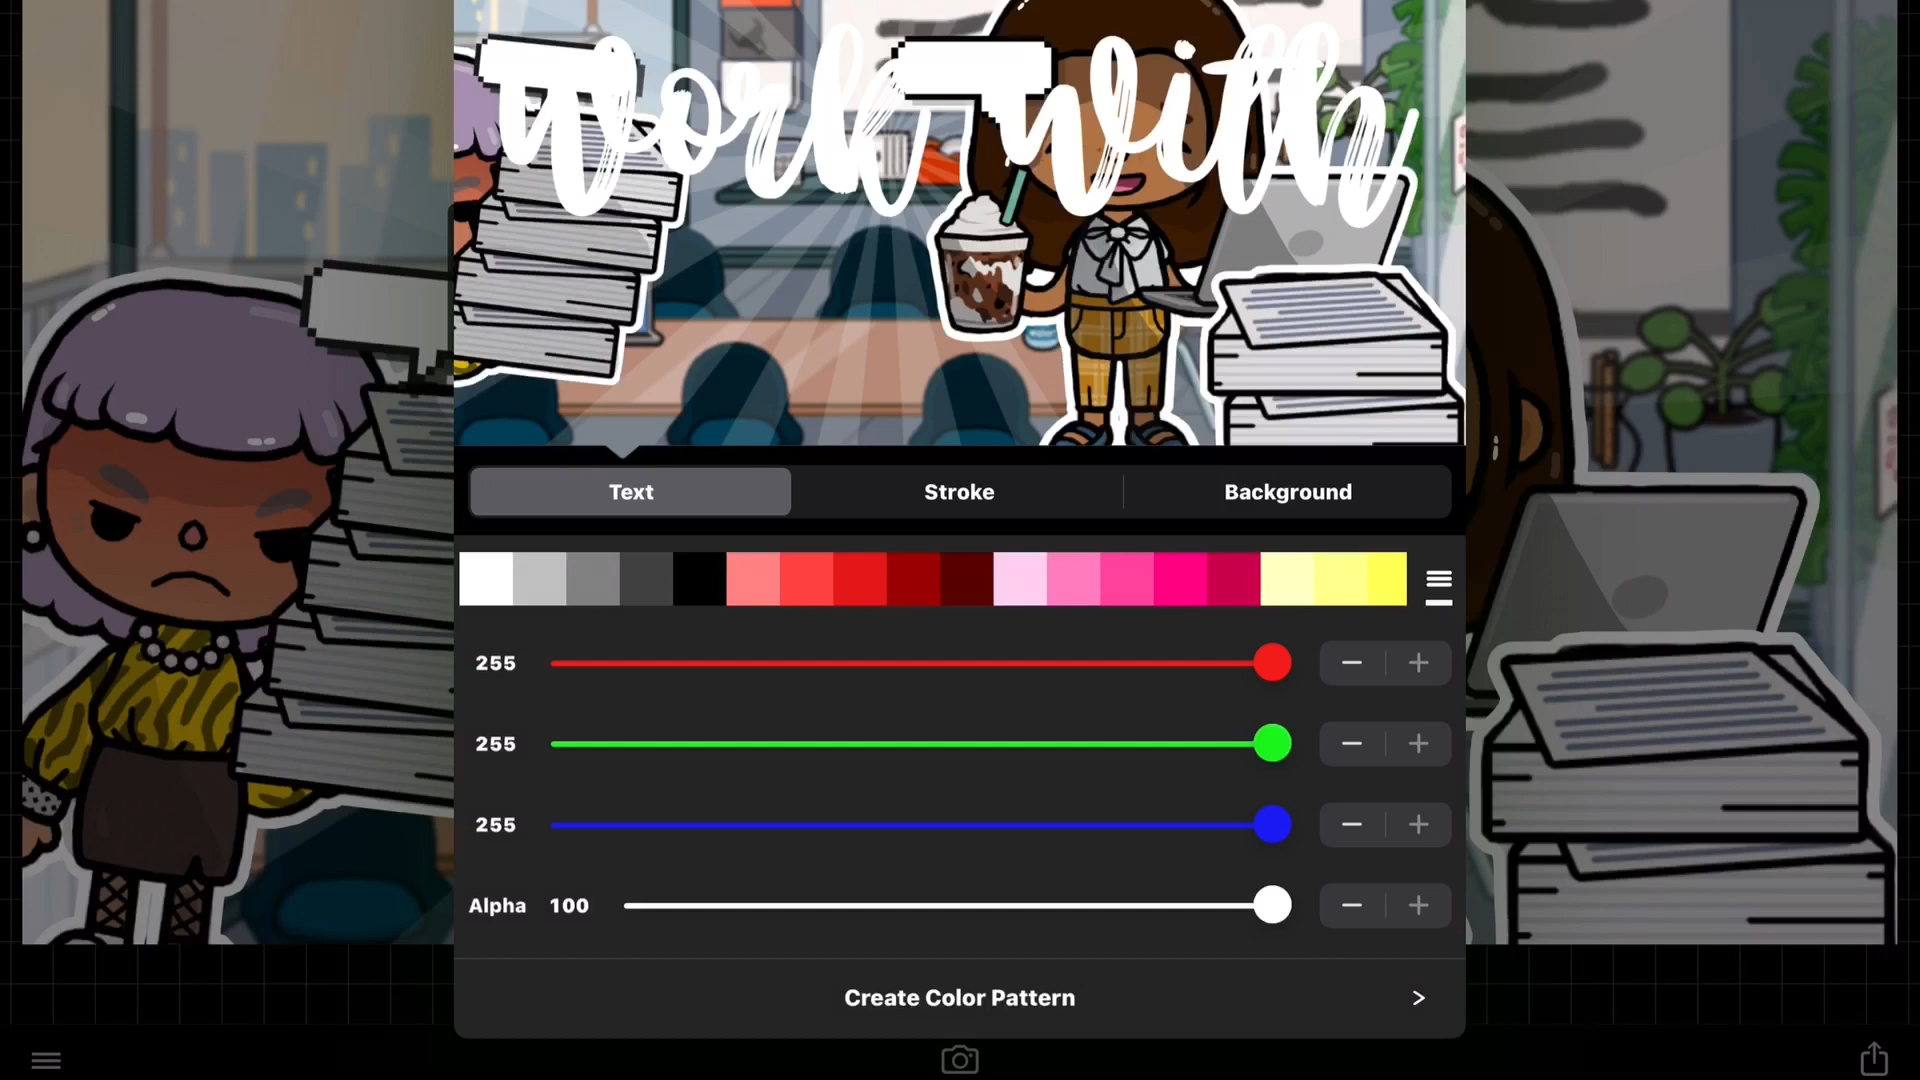 Work with
Text Stroke Background
255
255
255
Alpha 100
Create Color Pattern